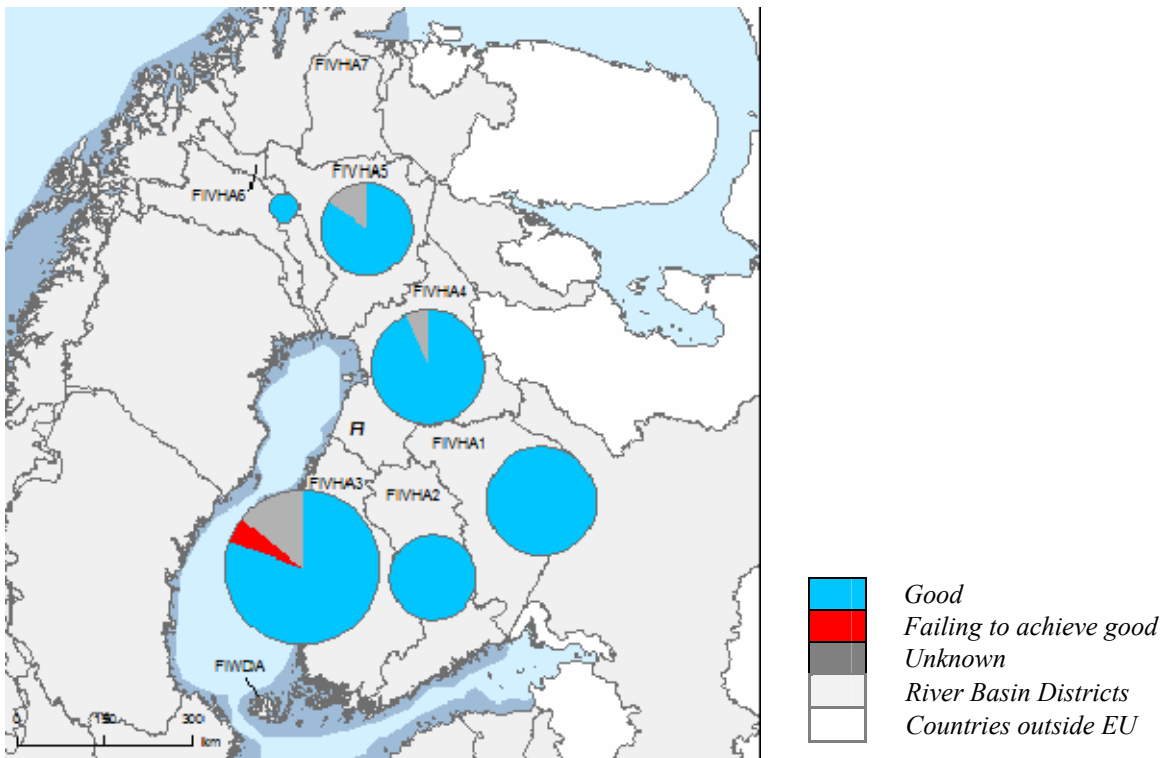 FIVHA7
FIVHA5
FIVHA6
FIVHA4
FI
FIVHA1
FIVHA3
FIVHA2
FIWDA
0 150 300
km
Good
Failing to achieve good
Unknown
River Basin Districts
Countries outside EU